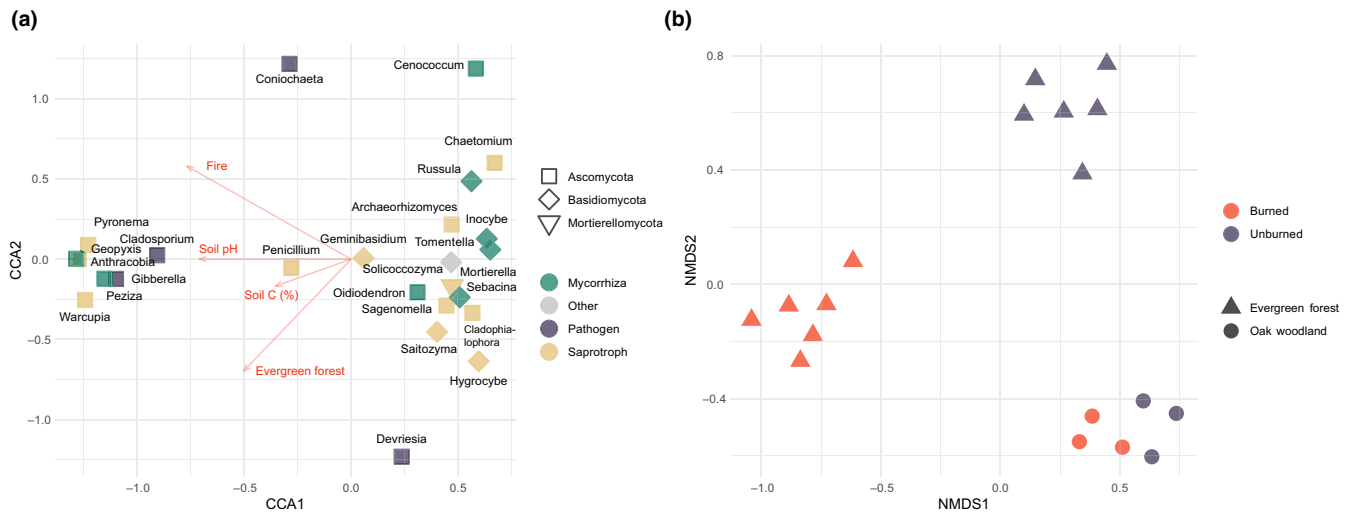 (a)
CCA2
1.0
0.5
0.0
−0.5
−1.0
−1.0
−0.5
0.0
0.5
CCA1
Coniochaeta
Cenococcum
Chaetomium
Russula
Fire
Archaeorhizomyces
Inocybe
Pyronema
Cladosporium
Geopyxis
Anthracobia
Soil pH
Penicillium
Geminibasidium
Tomentella
Solicoccozyma
Mortierella
Gibberella
Sebacina
Peziza
Soil C (%)
Oidiodendron
Sagenomella
Warcupia
Cladophia-
lophora
Saitozyma
Evergreen forest
Hygrocybe
Devriesia
Ascomycota
Basidiomycota
Mortierellomycota
Mycorrhiza
Other
Pathogen
Saprotroph
(b)
NMDS2
0.8
0.4
0.0
−0.4
−1.0
−0.5
0.0
0.5
NMDS1
Burned
Unburned
Evergreen forest
Oak woodland